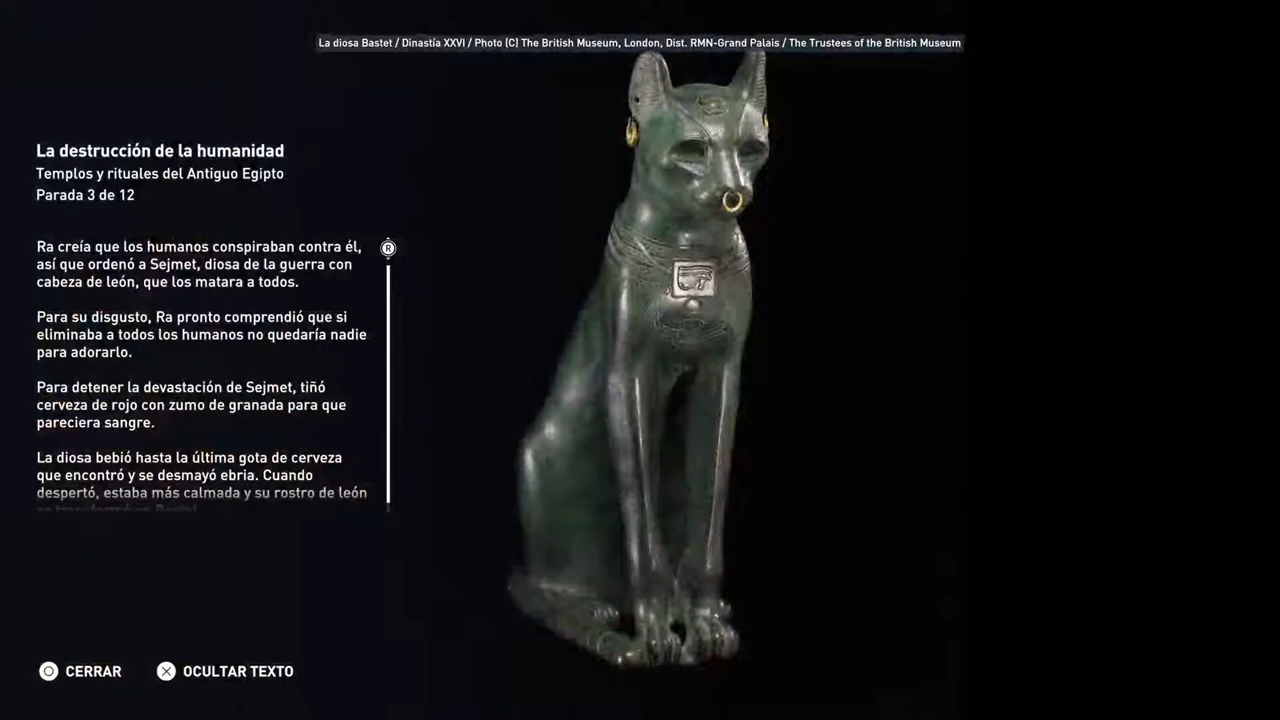 La diosa Bastet / Dinastía XXVI / Photo (C) The British Museum, London, Dist. RMN-Grand Palais / The Trustees of the British Museum
La destrucción de la humanidad
Templos y rituales del Antiguo Egipto
Parada 3 de 12
Ra creía que los humanos conspiraban contra él,
así que ordenó a Sejmet, diosa de la guerra con
cabeza de león, que los matara a todos.
Para su disgusto, Ra pronto comprendió que si
eliminaba a todos los humanos no quedaría nadie
para adorarlo.
Para detener la devastación de Sejmet, tiñó
cerveza de rojo con zumo de granada para que
pareciera sangre.
La diosa bebió hasta la última gota de cerveza
que encontró y se desmayó ebria. Cuando
despertó, estaba más calmada y su rostro de león
R
CERRAR
OCULTAR TEXTO